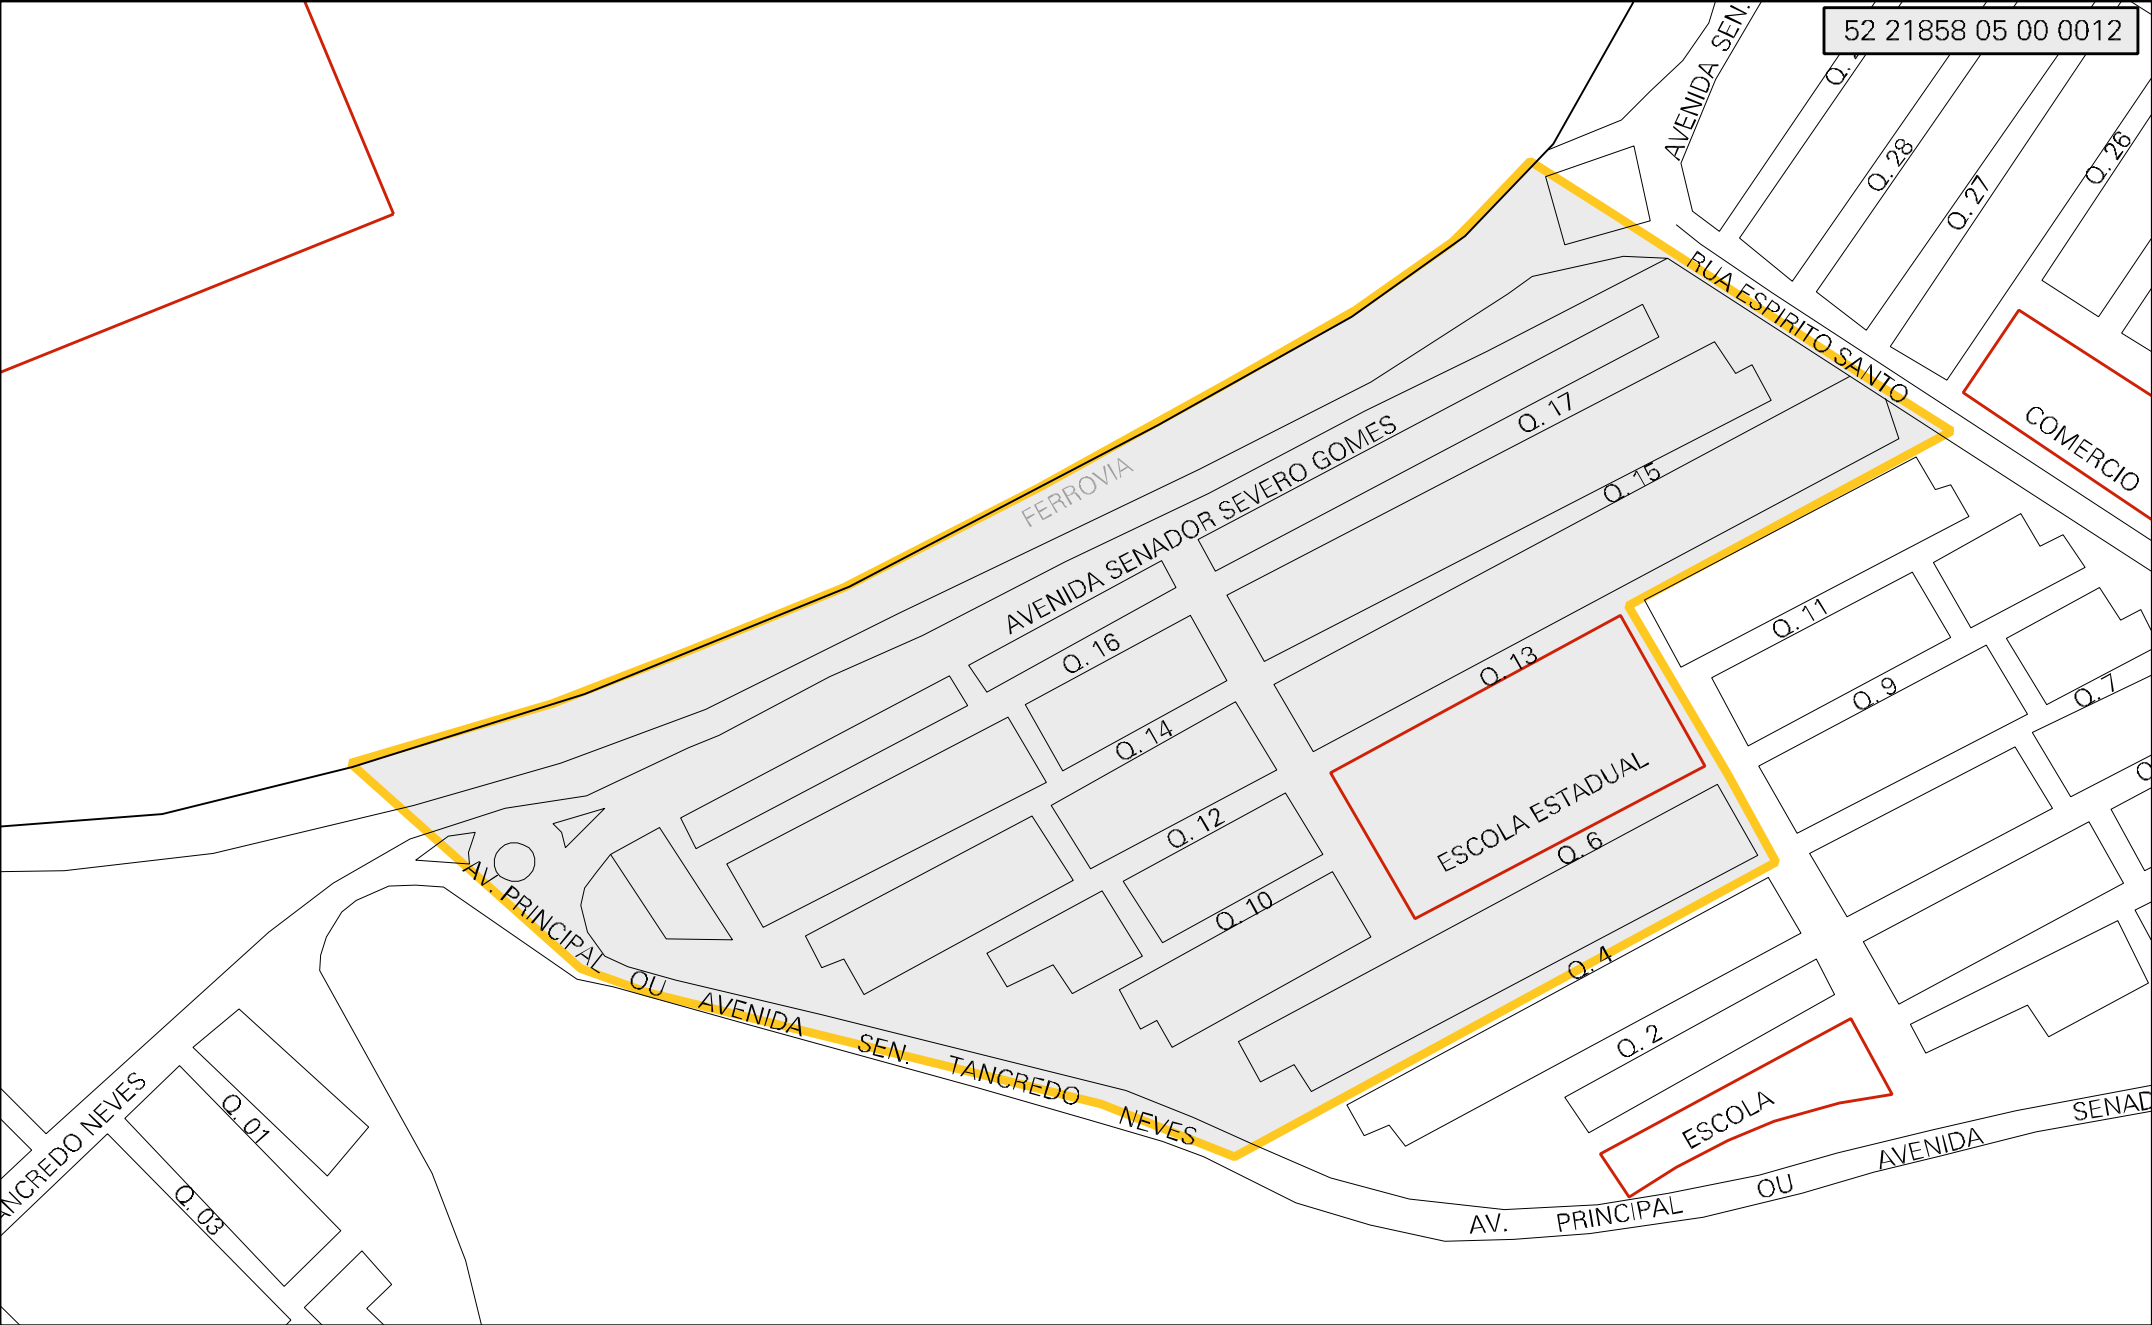 52 21858 05 00 0012
AVENIDA SEN.
Q. 28
Q. 27
Q. 26
RUA ESPIRITO SANTO
COMERCIO
Q. 17
Q. 15
FERROVIA
AVENIDA SENADOR SEVERO GOMES
Q. 16
Q. 13
Q. 11
Q. 9
Q. 7
Q. 14
Q. 12
Q. 10
ESCOLA ESTADUAL
Q. 6
Q. 4
Q. 2
AV. PRINCIPAL OU AVENIDA SEN. TANCREDO NEVES
ESCOLA
AV. PRINCIPAL OU AVENIDA SENAD
ANCREDO NEVES
Q. 01
Q. 03